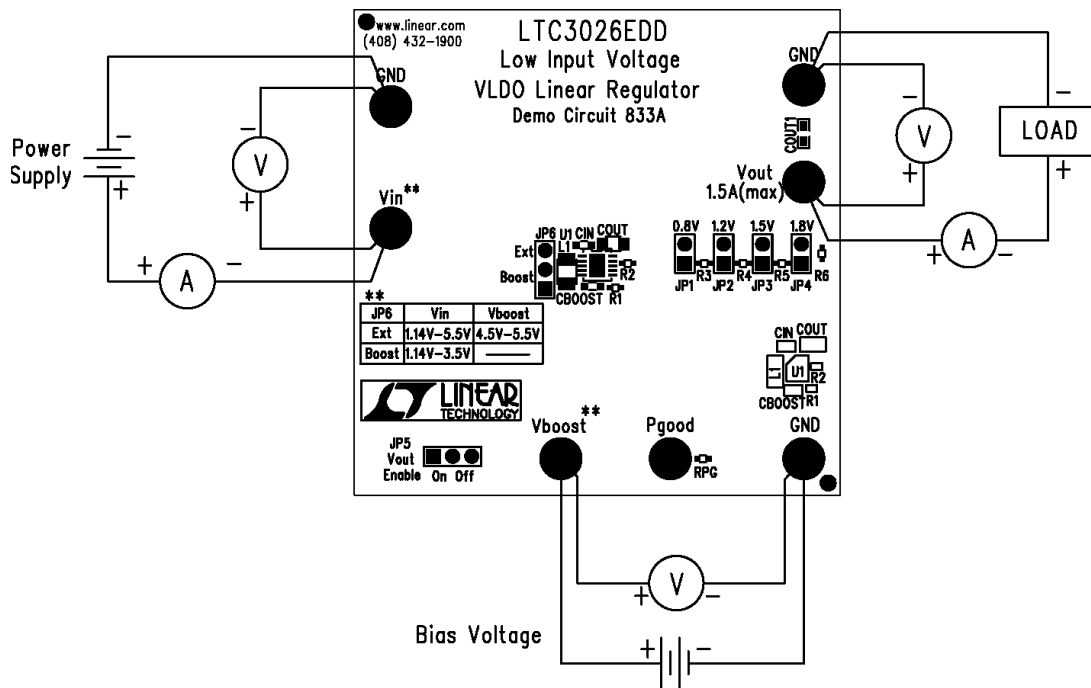 www.linear.com
(408) 432-1900
LTC3026EDD
Low Input Voltage
VLDO Linear Regulator
Demo Circuit 833A
GND
GND
Power
Supply
-
+
-
V
+
Vin**
+
A
-
COUT1
Vout
1.5A(max)
-
V
+
-
LOAD
+
+
A
-
JP6
U1
CIN
COUT
L1
Ext
Boost
R2
CBOOST
R1
0.8V
1.2V
1.5V
1.8V
R3
R4
R5
R6
JP1
JP2
JP3
JP4
**
JP6 Vin Vboost
Ext 1.14V-5.5V 4.5V-5.5V
Boost 1.14V-3.5V ———
CIN
COUT
L1
U1
R2
CBOOST
R1
LINEAR
TECHNOLOGY
JP5
Vout
Enable
On Off
Vboost**
Pgood
RPG
GND
+
V
-
Bias Voltage
+
-